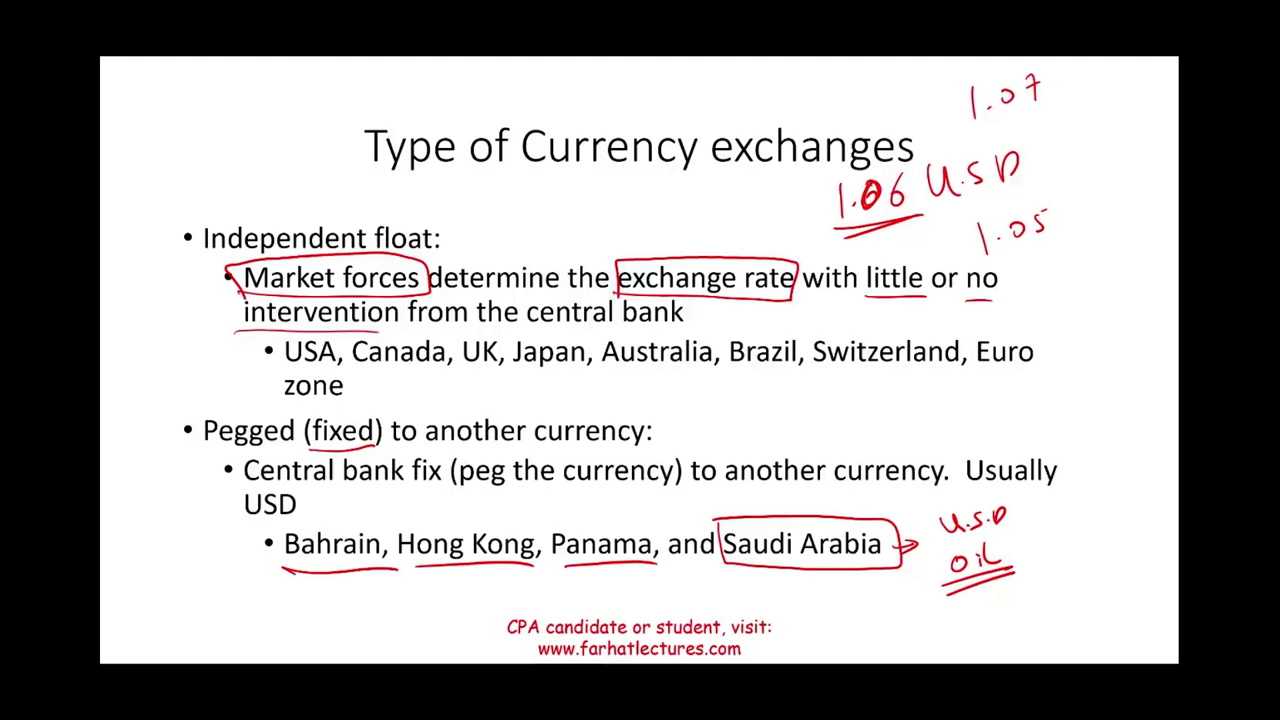 1.07
Type of Currency exchanges
1.06 U.S.D
1.05
• Independent float:
• Market forces determine the exchange rate with little or no
intervention from the central bank
• USA, Canada, UK, Japan, Australia, Brazil, Switzerland, Euro
zone
• Pegged (fixed) to another currency:
• Central bank fix (peg the currency) to another currency.  Usually
USD
U.S.D
• Bahrain, Hong Kong, Panama, and Saudi Arabia
oil
CPA candidate or student, visit:
www.farhatlectures.com